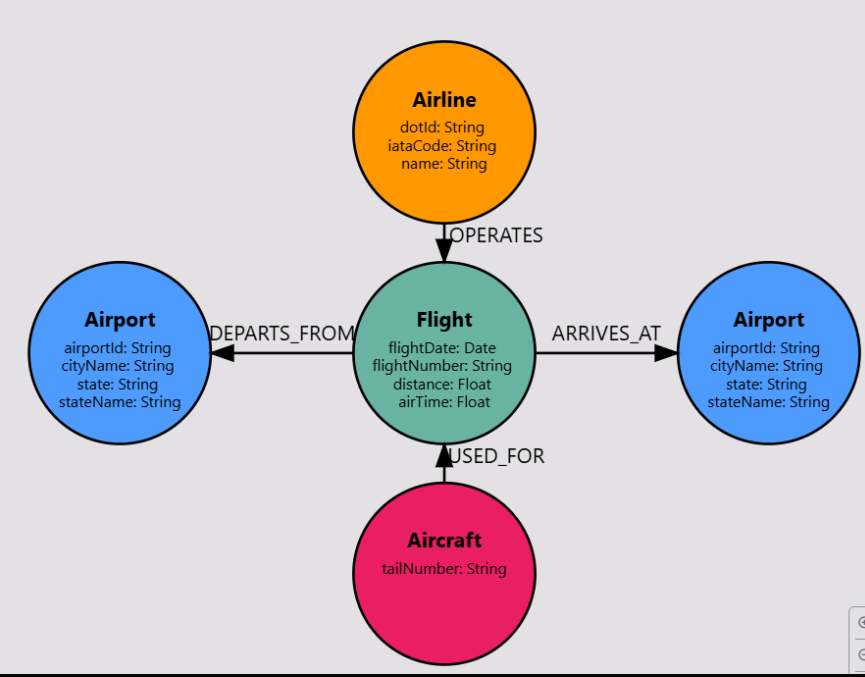 Airline
dotId: String
iataCode: String
name: String
OPERATES
Airport
airportId: String
cityName: String
state: String
stateName: String
DEPARTS_FROM
Flight
flightDate: Date
flightNumber: String
distance: Float
airTime: Float
ARRIVES_AT
Airport
airportId: String
cityName: String
state: String
stateName: String
USED_FOR
Aircraft
tailNumber: String